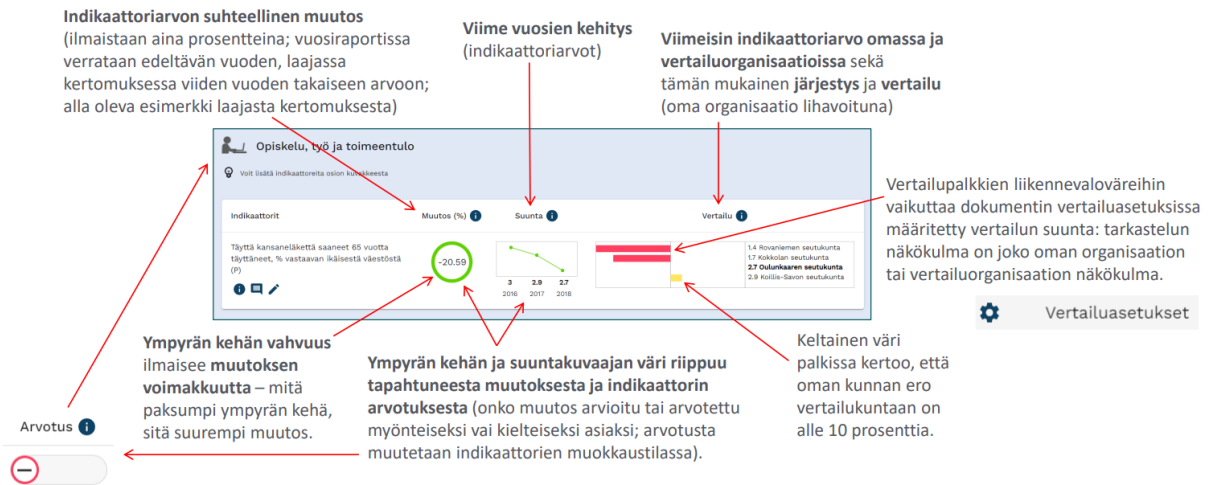 Indikaattoriarvon suhteellinen muutos
(ilmaistaan aina prosentteina; vuosiraportissa
verrataan edeltävän vuoden, laajassa
kertomuksessa viiden vuoden takaiseen arvoon;
alla oleva esimerkki laajasta kertomuksesta)
Viime vuosien kehitys
(indikaattoriarvot)
Viimeisin indikaattoriarvo omassa ja
vertailuorganisaatioissa sekä
tämän mukainen järjestys ja vertailu
(oma organisaatio lihavoituna)
Opiskelu, työ ja toimeentulo
Voit lisätä indikaattoreita osion kuvakkeesta
Indikaattorit
Muutos (%)
Suunta
Vertailu
Täyttä kansaneläkettä saaneet 65 vuotta
täyttäneet, % vastaavan ikäisestä väestöstä
(P)
-20.59
3 2.9 2.7
2016 2017 2018
1.4 Rovaniemen seutukunta
1.7 Kokkolan seutukunta
2.7 Oulunkaaren seutukunta
2.9 Koillis-Savon seutukunta
Vertailupalkkien liikennevaloväreihin
vaikuttaa dokumentin vertailuasetuksissa
määritetty vertailun suunta: tarkastelun
näkökulma on joko oman organisaation
tai vertailuorganisaation näkökulma.
Vertailuasetukset
Ympyrän kehän vahvuus
ilmaisee muutoksen
voimakkuutta – mitä
paksumpi ympyrän kehä,
sitä suurempi muutos.
Ympyrän kehän ja suuntakuvaajan väri riippuu
tapahtuneesta muutoksesta ja indikaattorin
arvotuksesta (onko muutos arvioitu tai arvotettu
myönteiseksi vai kielteiseksi asiaksi; arvotusta
muutetaan indikaattorien muokkaustilassa).
Keltainen väri
palkissa kertoo, että
oman kunnan ero
vertailukuntaan on
alle 10 prosenttia.
Arvotus